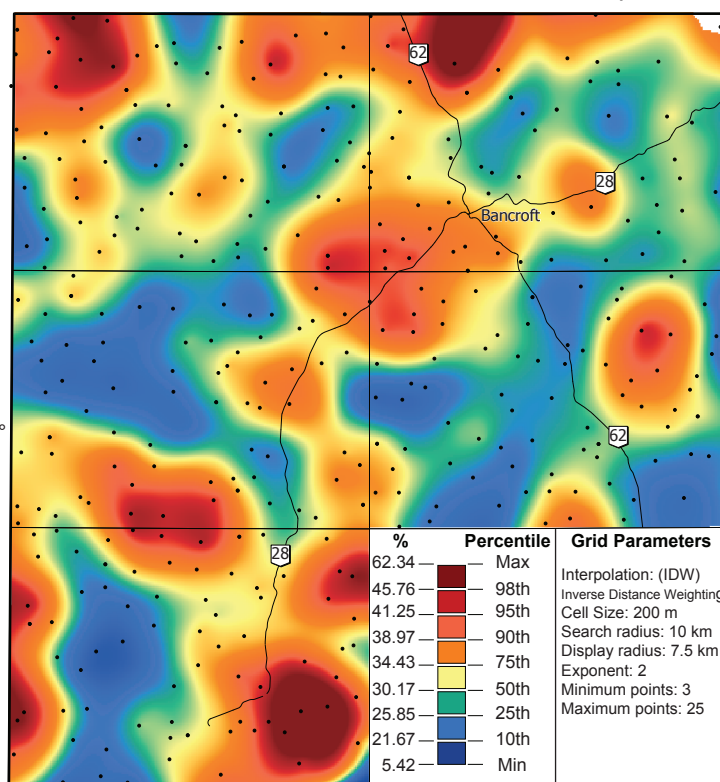 62
28
Bancroft
62
28
% Percentile
62.34 Max
45.76 98th
41.25 95th
38.97 90th
34.43 75th
30.17 50th
25.85 25th
21.67 10th
5.42 Min
Grid Parameters
Interpolation: (IDW)
Inverse Distance Weighting
Cell Size: 200 m
Search radius: 10 km
Display radius: 7.5 km
Exponent: 2
Minimum points: 3
Maximum points: 25